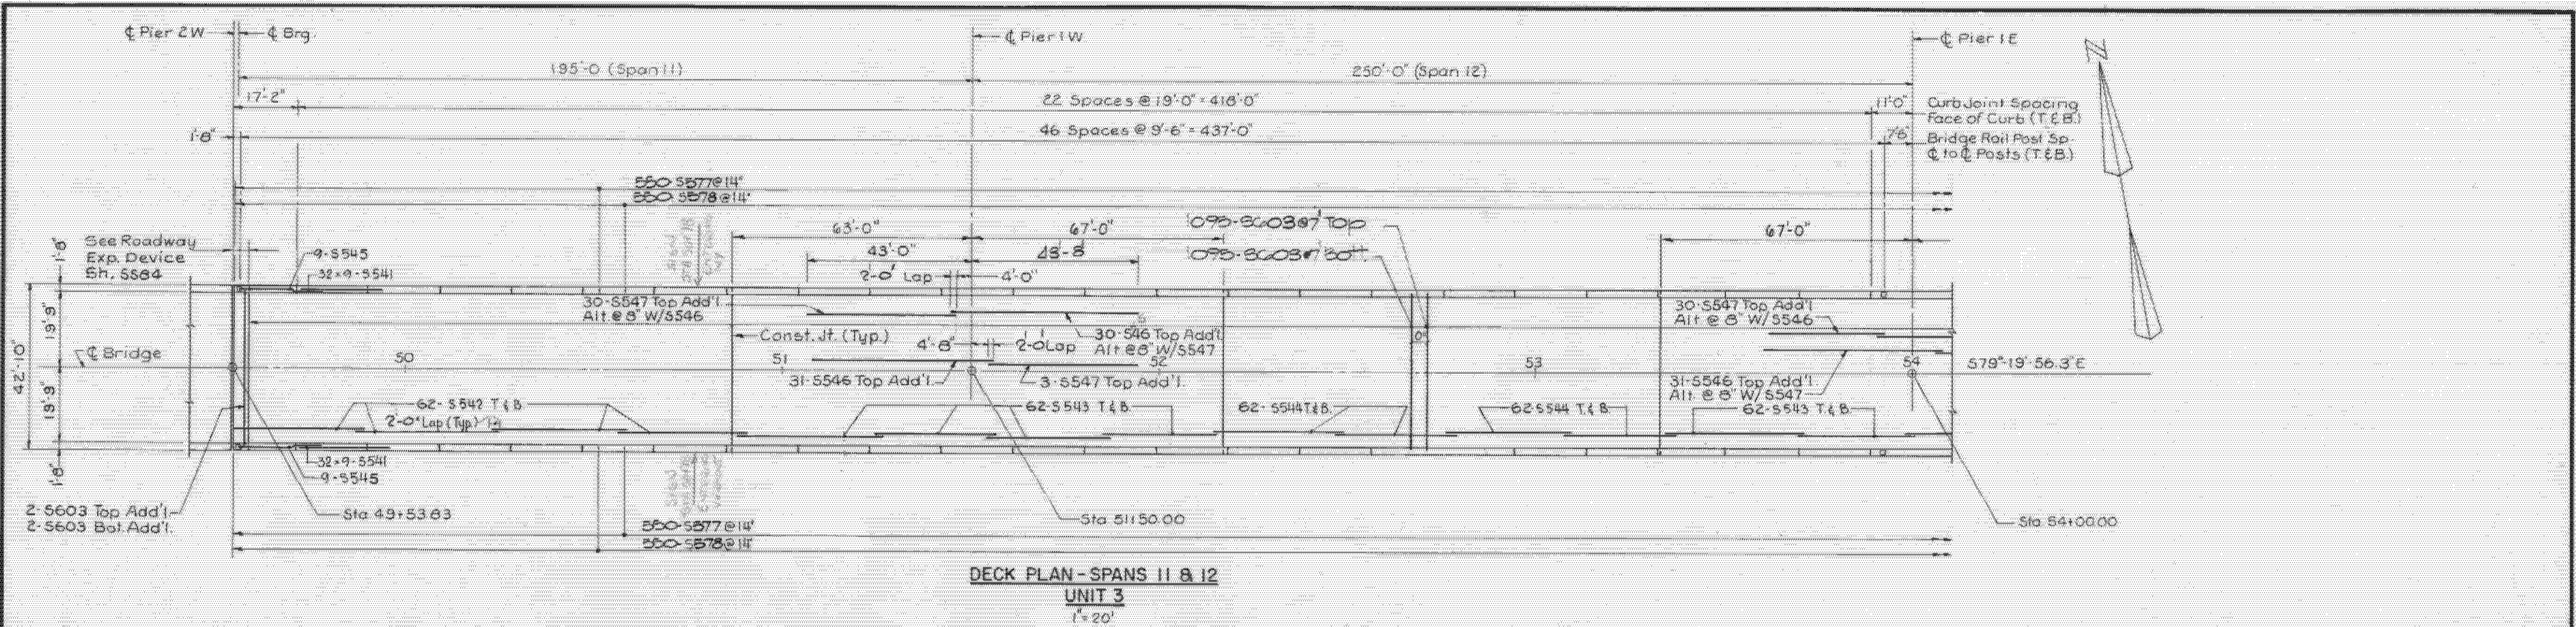 ℄ Pier 2W
℄ Brg.
℄ Pier 1W
℄ Pier 1E
195'-0 (Span 11)
250'-0" (Span 12)
17'-2"
22 Spaces @ 19'-0" = 418'-0"
11'-0"
Curb Joint Spacing
Face of Curb (T.&B.)
1'-8"
46 Spaces @ 9'-6" = 437'-0"
7'6"
Bridge Rail Post Sp.
℄ to ℄ Posts (T.&B.)
550-S577@14"
550-S578@14"
63'-0"
67'-0"
1095-S603@7" Top
67'-0"
1'-8"
See Roadway
Exp. Device
Sh. SS84
9-S545
32×9-S541
43'-0"
43'-8"
2'-0" Lap
4'-0"
30-S547 Top Add'l.
Alt. @ 8" W/S546
30-S46 Top Add'l.
Alt @ 8" W/S547
30-S547 Top Add'l.
Alt @ 8" W/S546
42'-10"
19'-9"
19'-9"
℄ Bridge
Const. Jt. (Typ.)
4'-8"
2'-0 Lap
50
51
52
53
54
S79°-19'-56.3"E
31-S546 Top Add'l.
3-S547 Top Add'l.
31-S546 Top Add'l.
Alt. @ 8" W/S547
62-S542 T & B
2'-0" Lap (Typ.)
62-S543 T & B
62-S544 T & B.
62-S544 T. & B
62-S543 T. & B
32×9-S541
9-S545
1'-8"
2-S603 Top Add'l.
2-S603 Bot. Add'l.
Sta. 49+53.83
Sta 51+50.00
Sta. 54+00.00
550-S577@14"
550-S578@14"
DECK PLAN - SPANS 11 & 12
UNIT 3
1"=20'